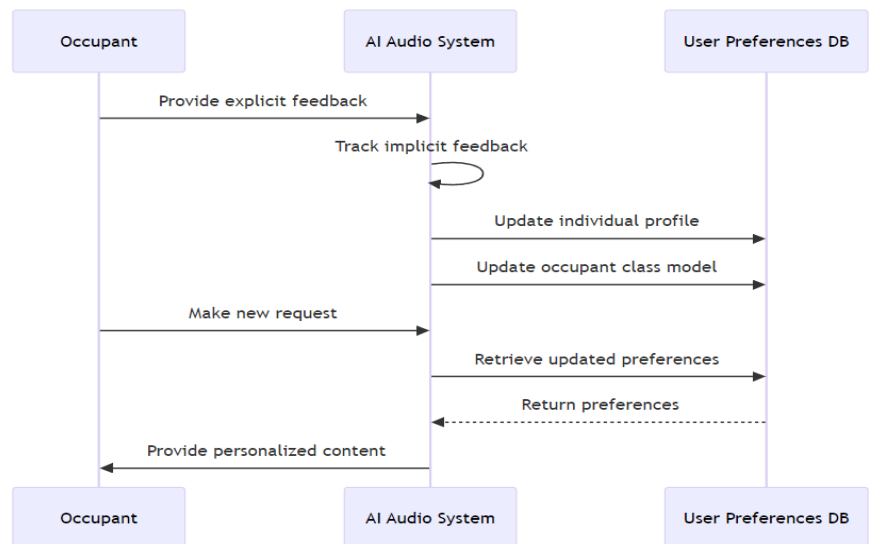 Occupant
AI Audio System
User Preferences DB
Provide explicit feedback
Track implicit feedback
Update individual profile
Update occupant class model
Make new request
Retrieve updated preferences
Return preferences
Provide personalized content
Occupant
AI Audio System
User Preferences DB